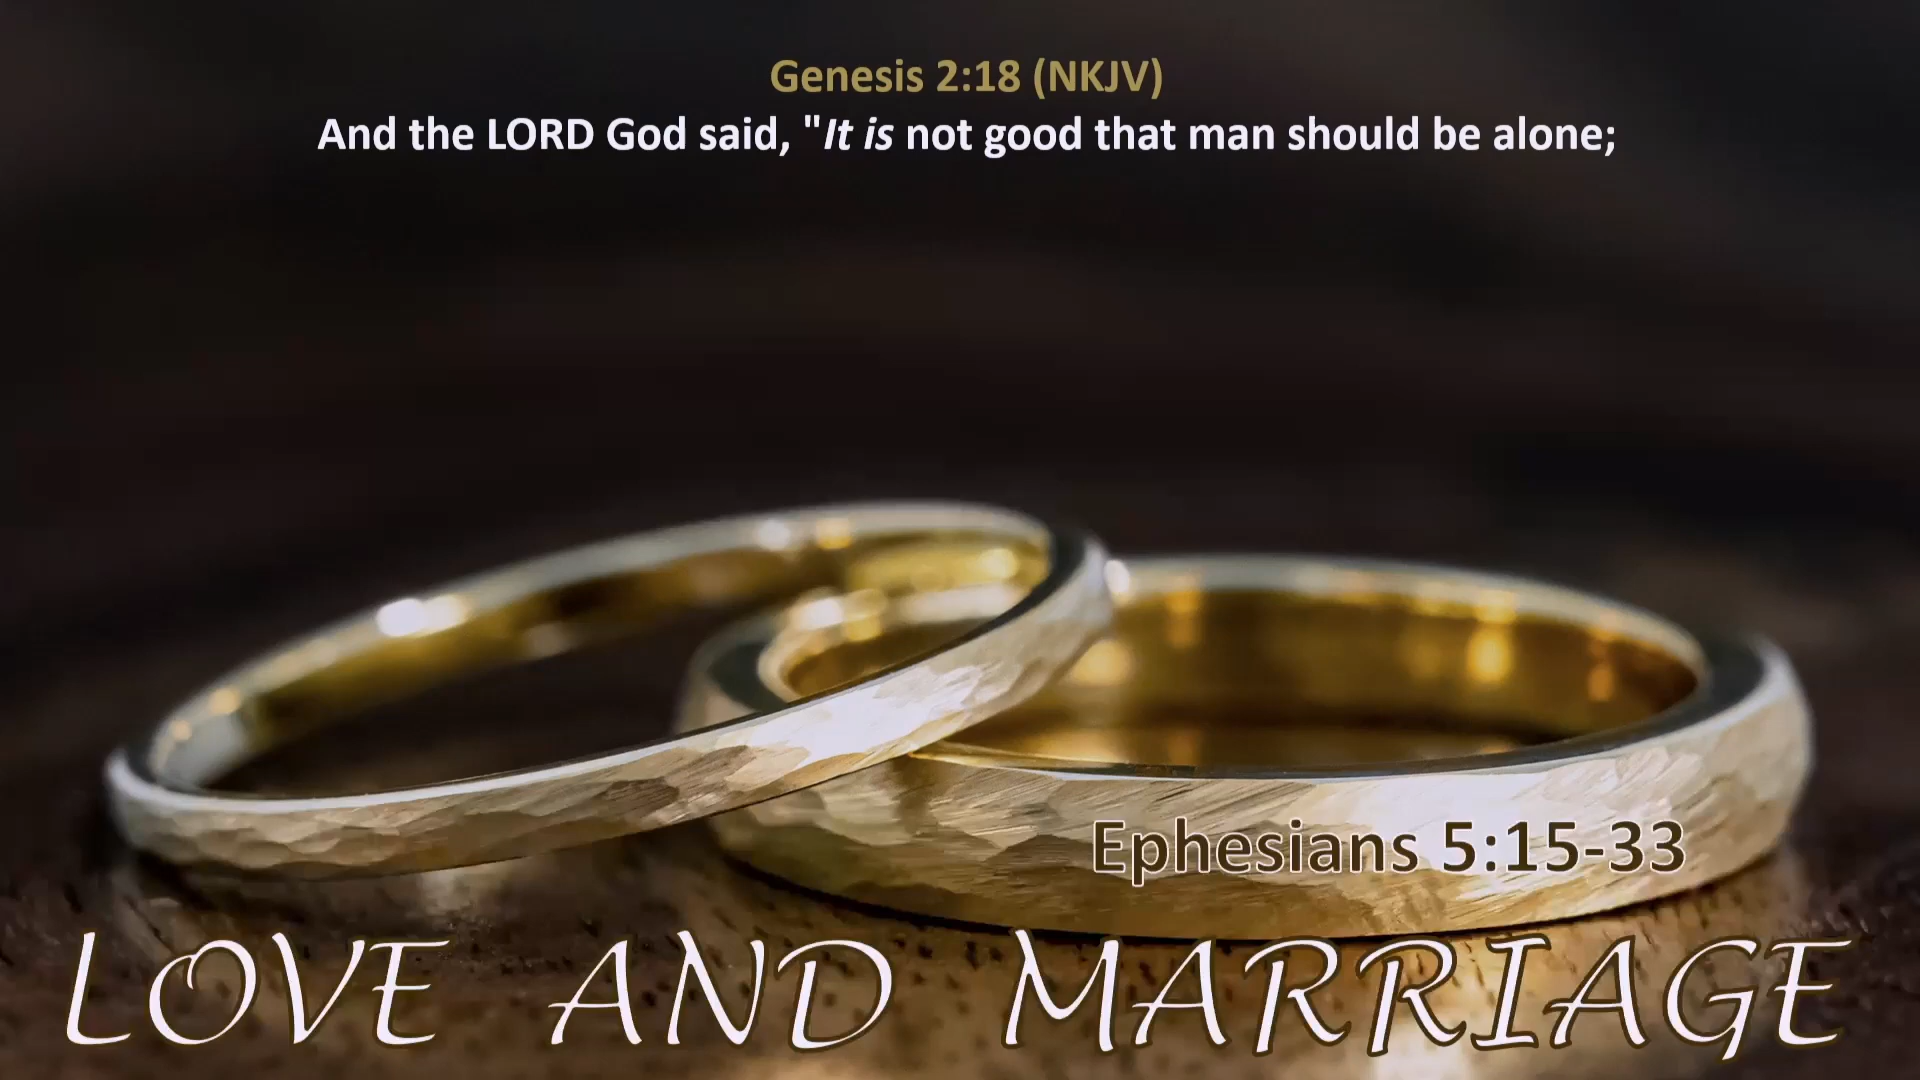 Genesis 2:18 (NKJV)
And the LORD God said, "It is not good that man should be alone;
Ephesians 5:15-33
LOVE AND MARRIAGE